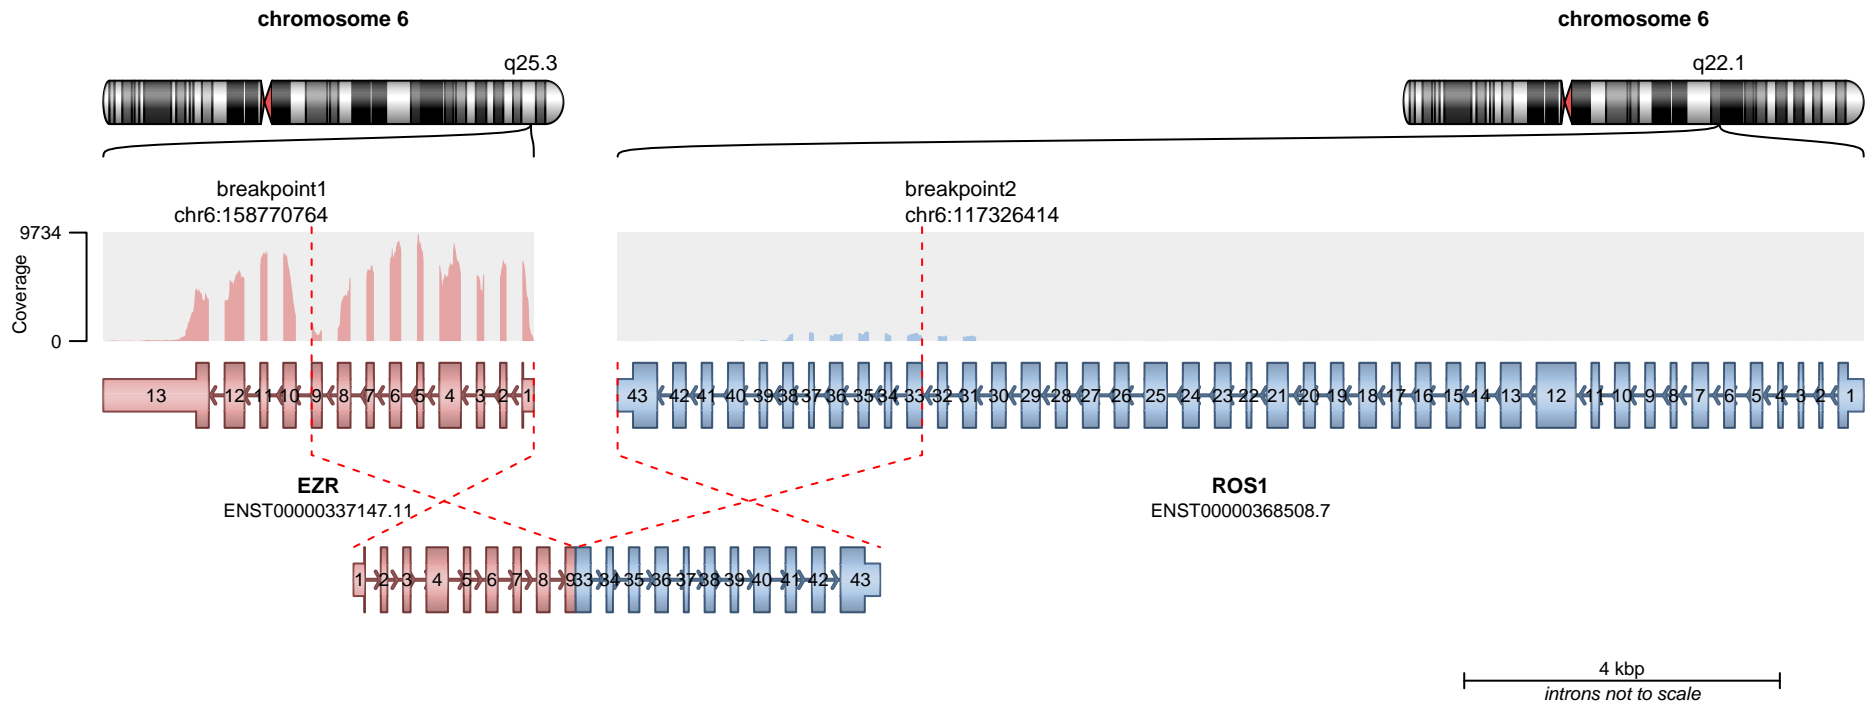 chromosome 6
chromosome 6
q25.3
q22.1
breakpoint1
chr6:158770764
breakpoint2
chr6:117326414
9734
Coverage
0
13 12 11 10 9 8 7 6 5 4 3 2 1
43 42 41 40 39 38 37 36 35 34 33 32 31 30 29 28 27 26 25 24 23 22 21 20 19 18 17 16 15 14 13 12 11 10 9 8 7 6 5 4 3 2 1
EZR
ENST00000337147.11
ROS1
ENST00000368508.7
1 2 3 4 5 6 7 8 9 33 34 35 36 37 38 39 40 41 42 43
4 kbp
introns not to scale